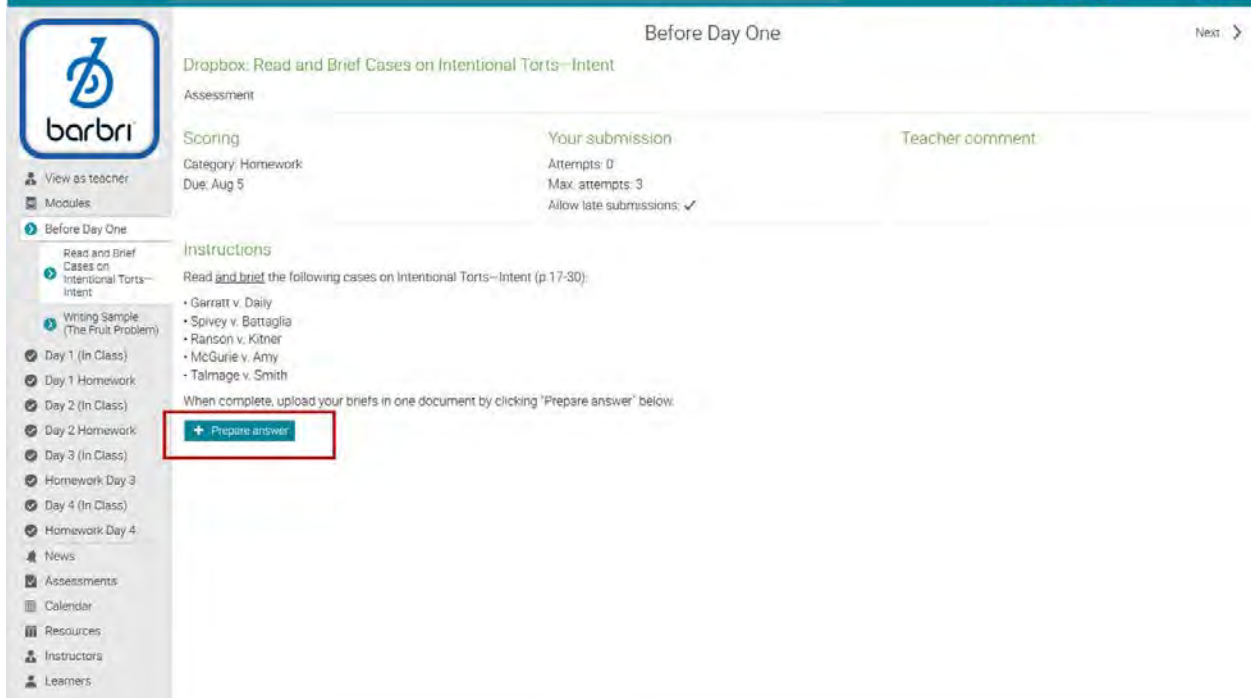 Before Day One
Next
Dropbox: Read and Brief Cases on Intentional Torts—Intent
Assessment
Scoring
Category: Homework
Due: Aug 5
Your submission
Attempts: 0
Max. attempts: 3
Allow late submissions: ✓
Teacher comment
Instructions
Read and brief the following cases on Intentional Torts—Intent (p.17-30):
• Garratt v. Daily
• Spivey v. Battaglia
• Ranson v. Kitner
• McGurie v. Amy
• Talmage v. Smith
When complete, upload your briefs in one document by clicking "Prepare answer" below.
+ Prepare answer
barbri
View as teacher
Modules
Before Day One
Read and Brief
Cases on
Intentional Torts—
Intent
Writing Sample
(The Fruit Problem)
Day 1 (In Class)
Day 1 Homework
Day 2 (In Class)
Day 2 Homework
Day 3 (In Class)
Homework Day 3
Day 4 (In Class)
Homework Day 4
News
Assessments
Calendar
Resources
Instructors
Learners